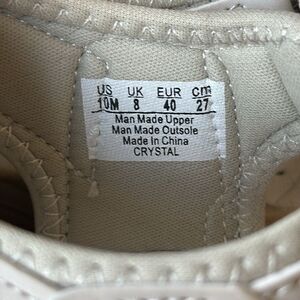 US UK EUR cm
10M 8 40 27
Man Made Upper
Man Made Outsole
Made in China
CRYSTAL